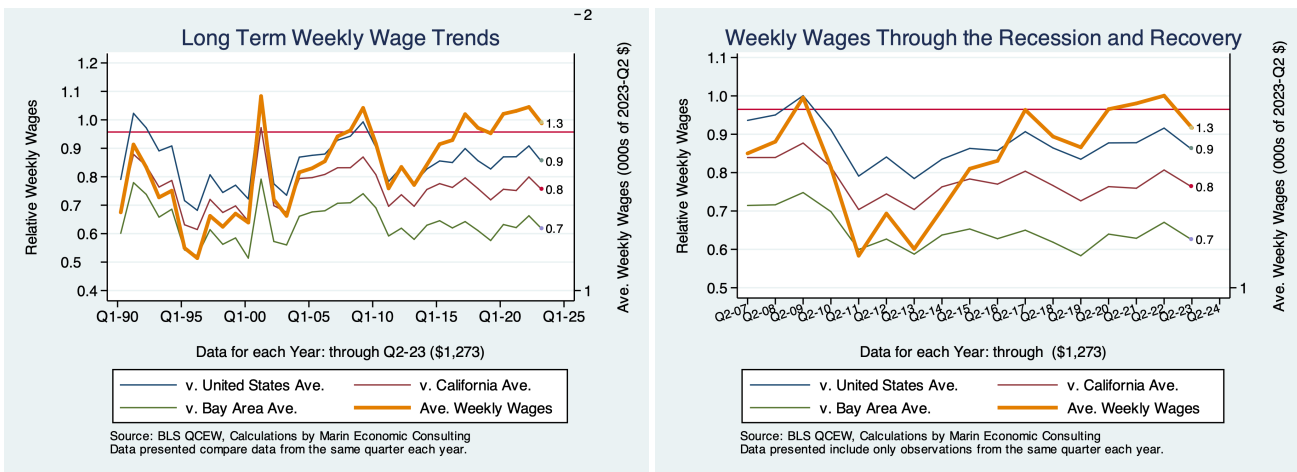 2
Long Term Weekly Wage Trends
Relative Weekly Wages
1.2
1.1
1.0
0.9
0.8
0.7
0.6
0.5
0.4
1.3
0.9
0.8
0.7
1
Ave. Weekly Wages (000s of 2023-Q2 $)
Q1-90 Q1-95 Q1-00 Q1-05 Q1-10 Q1-15 Q1-20 Q1-25
Data for each Year: through Q2-23 ($1,273)
v. United States Ave. v. California Ave.
v. Bay Area Ave. Ave. Weekly Wages
Source: BLS QCEW, Calculations by Marin Economic Consulting
Data presented compare data from the same quarter each year.
Weekly Wages Through the Recession and Recovery
Relative Weekly Wages
1.1
1.0
0.9
0.8
0.7
0.6
0.5
1.3
0.9
0.8
0.7
1
Ave. Weekly Wages (000s of 2023-Q2 $)
Q2-07 Q2-08 Q2-09 Q2-10 Q2-11 Q2-12 Q2-13 Q2-14 Q2-15 Q2-16 Q2-17 Q2-18 Q2-19 Q2-20 Q2-21 Q2-22 Q2-23 Q2-24
Data for each Year: through ($1,273)
v. United States Ave. v. California Ave.
v. Bay Area Ave. Ave. Weekly Wages
Source: BLS QCEW, Calculations by Marin Economic Consulting
Data presented include only observations from the same quarter each year.